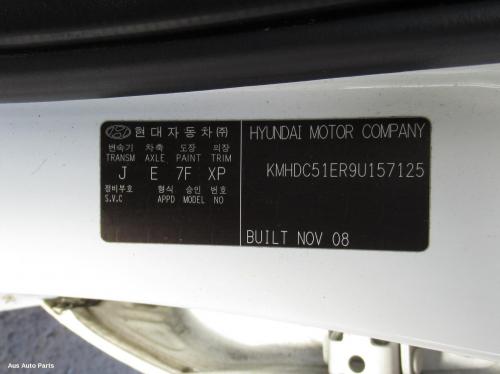 현대자동차㈜
변속기 차축 도장 의장
TRANSM AXLE PAINT TRIM
J E 7F XP
정비부호 형식 승인 번호
S.V.C APPD MODEL NO
HYUNDAI MOTOR COMPANY
KMHDC51ER9U157125
BUILT NOV 08
Aus Auto Parts